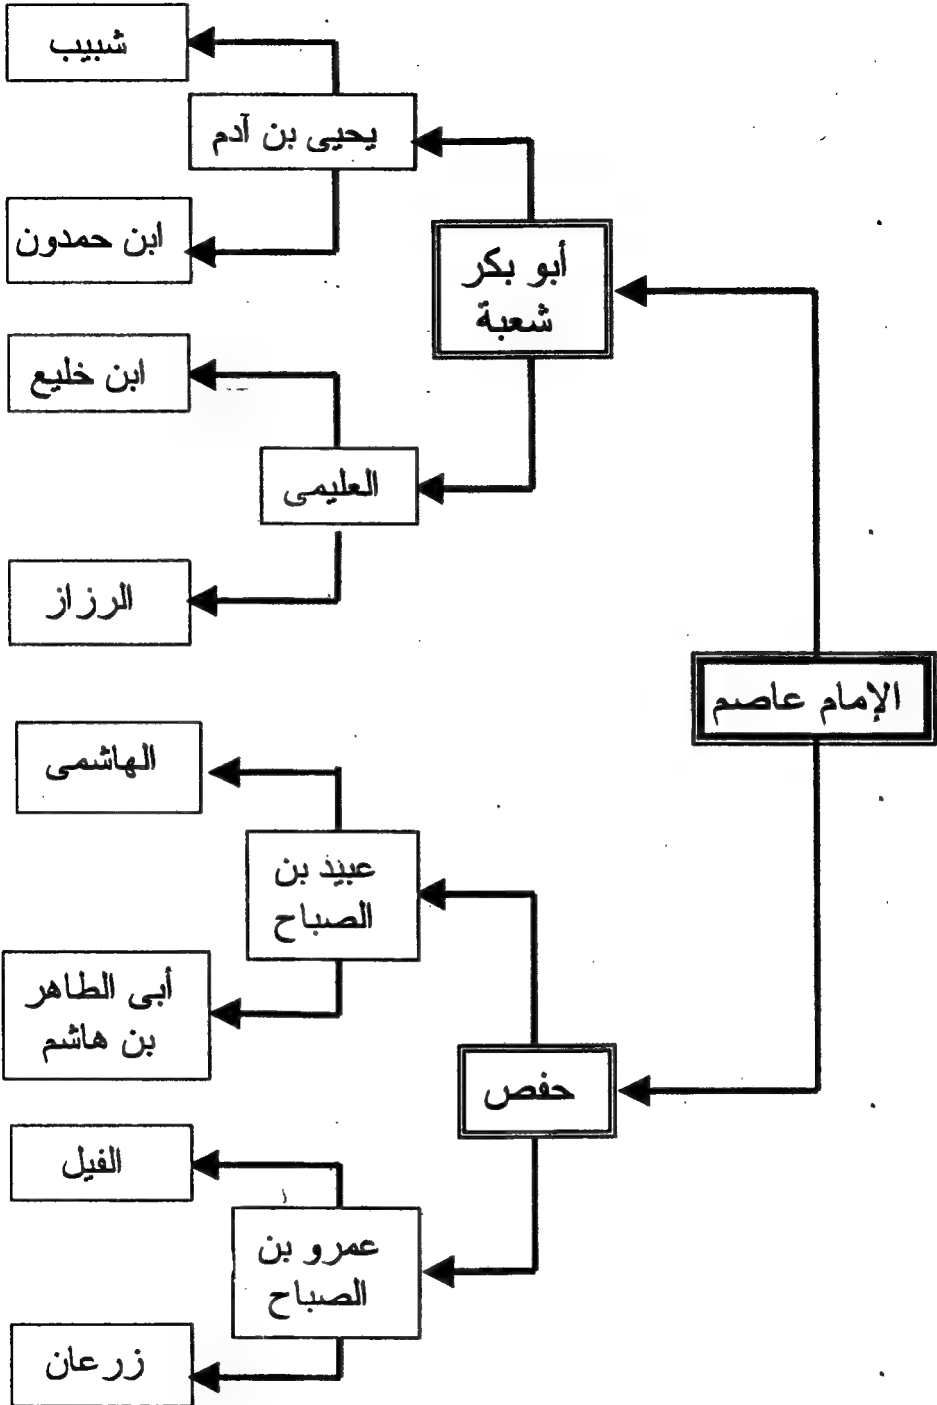 شبيب
يحيى بن آدم
ابن حمدون
أبو بكر
شعبة
ابن خليع
العليمى
الرزاز
الإمام عاصم
الهاشمى
عبيد بن
الصباح
أبى الطاهر
بن هاشم
حفص
الفيل
عمرو بن
الصباح
زرعان